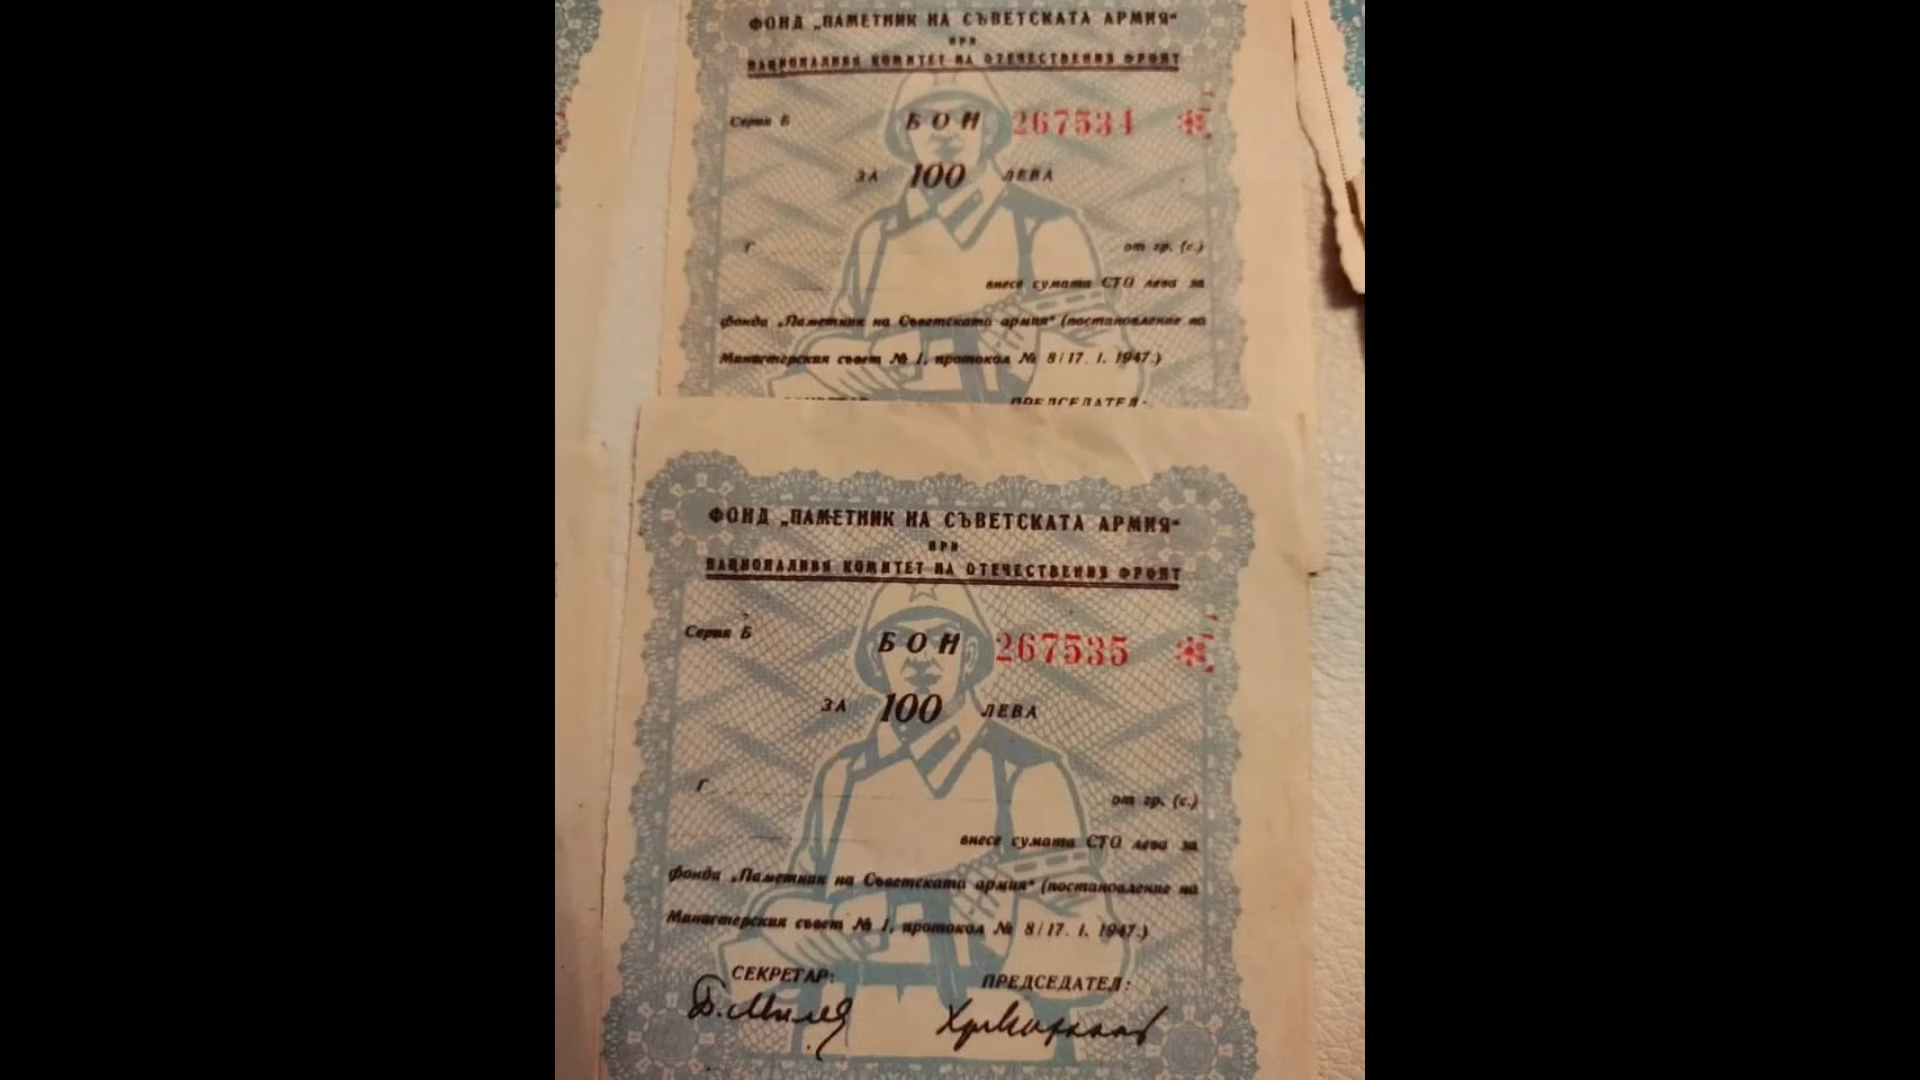 ФОНД „ПАМЕТНИК НА СЪВЕТСКАТА АРМИЯ“
при
НАЦИОНАЛНИЯ КОМИТЕТ НА ОТЕЧЕСТВЕНИЯ ФРОНТ
Серия Б БОН 267534
ЗА 100 ЛЕВА
Г от гр. (с.)
внесе сумата СТО лева за
фонда „Паметник на Съветската армия“ (постановление на
Министерския съвет № 1, протокол № 8/17. I. 1947.)
СЕКРЕТАР: ПРЕДСЕДАТЕЛ:
ФОНД „ПАМЕТНИК НА СЪВЕТСКАТА АРМИЯ“
при
НАЦИОНАЛНИЯ КОМИТЕТ НА ОТЕЧЕСТВЕНИЯ ФРОНТ
Серия Б БОН 267535
ЗА 100 ЛЕВА
Г от гр. (с.)
внесе сумата СТО лева за
фонда „Паметник на Съветската армия“ (постановление на
Министерския съвет № 1, протокол № 8/17. I. 1947.)
СЕКРЕТАР: ПРЕДСЕДАТЕЛ: